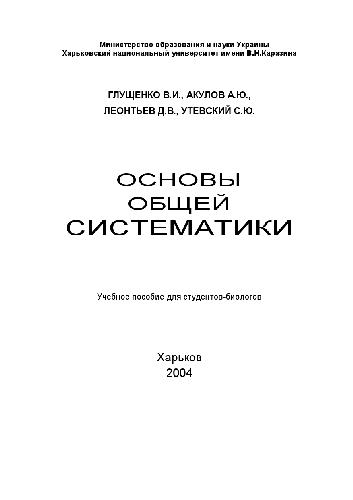 Министерство образования и науки Украины
Харьковский национальный университет имени В.Н.Каразина
ГЛУЩЕНКО В.И., АКУЛОВ А.Ю.,
ЛЕОНТЬЕВ Д.В., УТЕВСКИЙ С.Ю.
ОСНОВЫ
ОБЩЕЙ
СИСТЕМАТИКИ
Учебное пособие для студентов-биологов
Харьков
2004